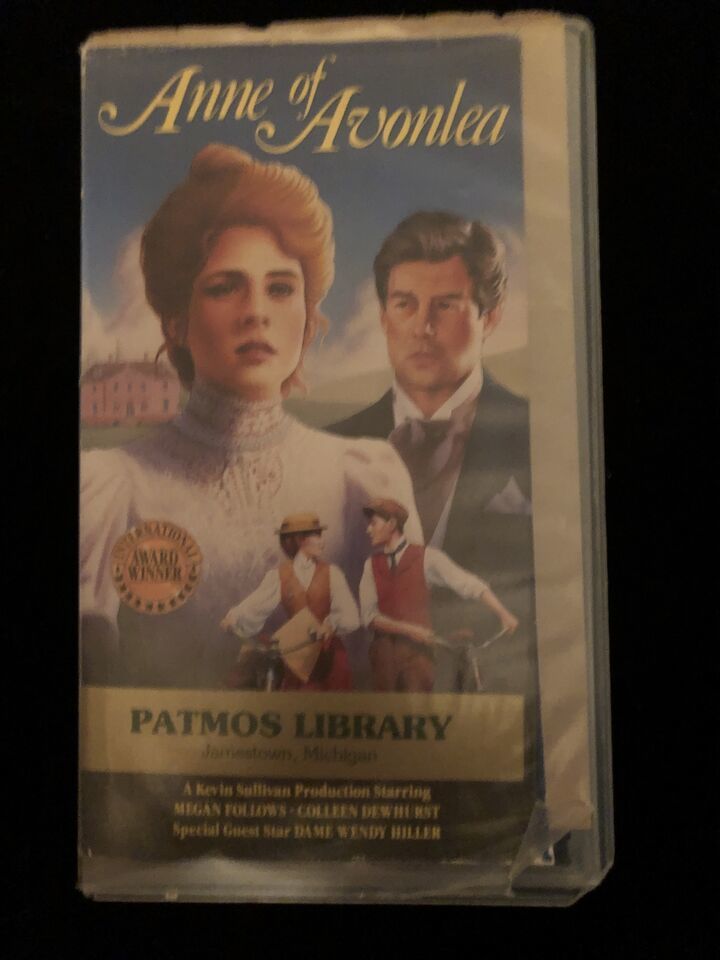 Anne of
Avonlea
INTERNATIONAL
AWARD
WINNER
PATMOS LIBRARY
Jamestown, Michigan
A Kevin Sullivan Production Starring
MEGAN FOLLOWS - COLLEEN DEWHURST
Special Guest Star DAME WENDY HILLER